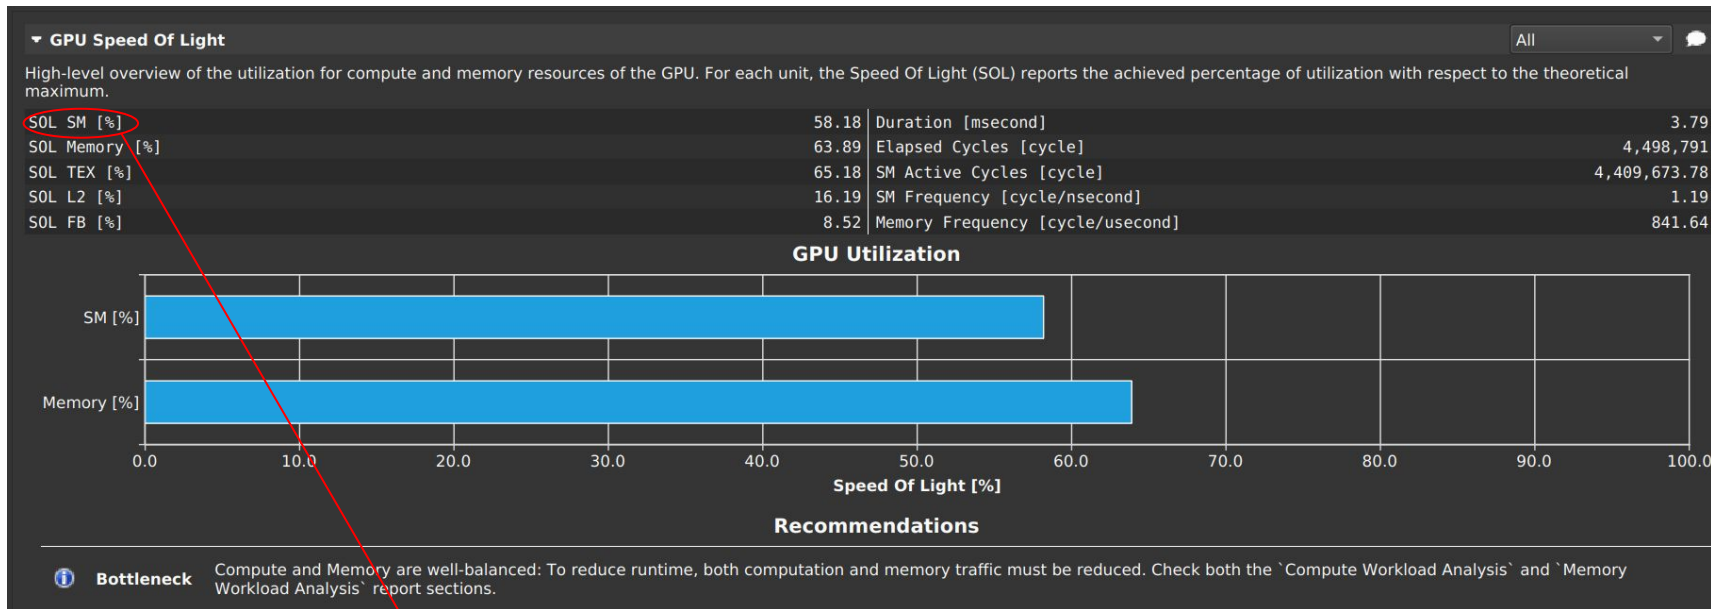 GPU Speed Of Light
All
High-level overview of the utilization for compute and memory resources of the GPU. For each unit, the Speed Of Light (SOL) reports the achieved percentage of utilization with respect to the theoretical
maximum.
SOL SM [%] 58.18 Duration [msecond] 3.79
SOL Memory [%] 63.89 Elapsed Cycles [cycle] 4,498,791
SOL TEX [%] 65.18 SM Active Cycles [cycle] 4,409,673.78
SOL L2 [%] 16.19 SM Frequency [cycle/nsecond] 1.19
SOL FB [%] 8.52 Memory Frequency [cycle/usecond] 841.64
GPU Utilization
SM [%]
Memory [%]
0.0 10.0 20.0 30.0 40.0 50.0 60.0 70.0 80.0 90.0 100.0
Speed Of Light [%]
Recommendations
Bottleneck
Compute and Memory are well-balanced: To reduce runtime, both computation and memory traffic must be reduced. Check both the `Compute Workload Analysis` and `Memory
Workload Analysis` report sections.